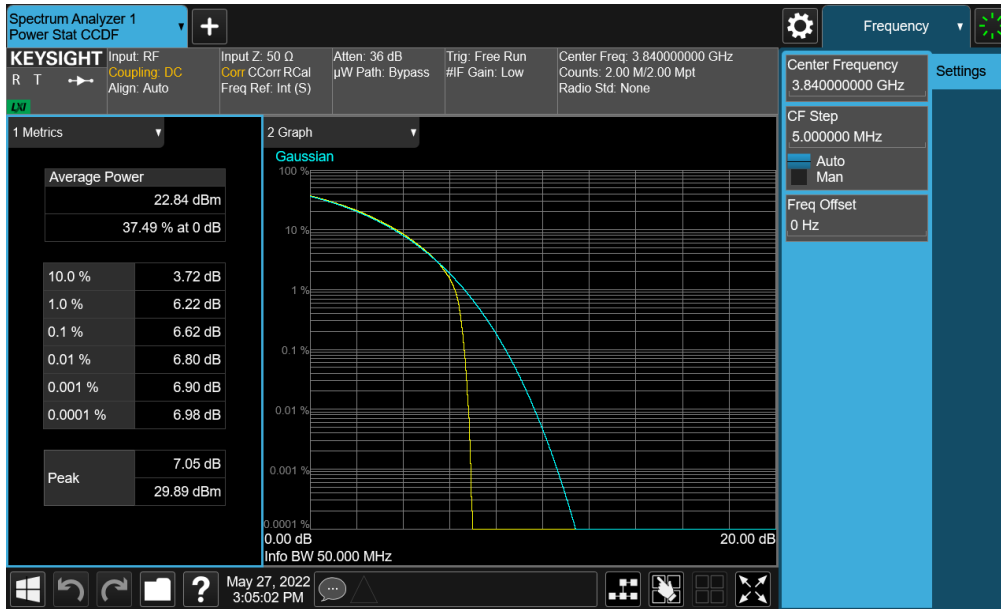 Spectrum Analyzer 1
Power Stat CCDF
Frequency
KEYSIGHT
R T
LXI
Input: RF
Coupling: DC
Align: Auto
Input Z: 50 Ω
Corr CCorr RCal
Freq Ref: Int (S)
Atten: 36 dB
µW Path: Bypass
Trig: Free Run
#IF Gain: Low
Center Freq: 3.840000000 GHz
Counts: 2.00 M/2.00 Mpt
Radio Std: None
Center Frequency
3.840000000 GHz
Settings
CF Step
5.000000 MHz
Auto
Man
Freq Offset
0 Hz
1 Metrics
Average Power
22.84 dBm
37.49 % at 0 dB
10.0 % 3.72 dB
1.0 % 6.22 dB
0.1 % 6.62 dB
0.01 % 6.80 dB
0.001 % 6.90 dB
0.0001 % 6.98 dB
Peak
7.05 dB
29.89 dBm
2 Graph
Gaussian
100 %
10 %
1 %
0.1 %
0.01 %
0.001 %
0.0001 %
0.00 dB 20.00 dB
Info BW 50.000 MHz
?
May 27, 2022
3:05:02 PM